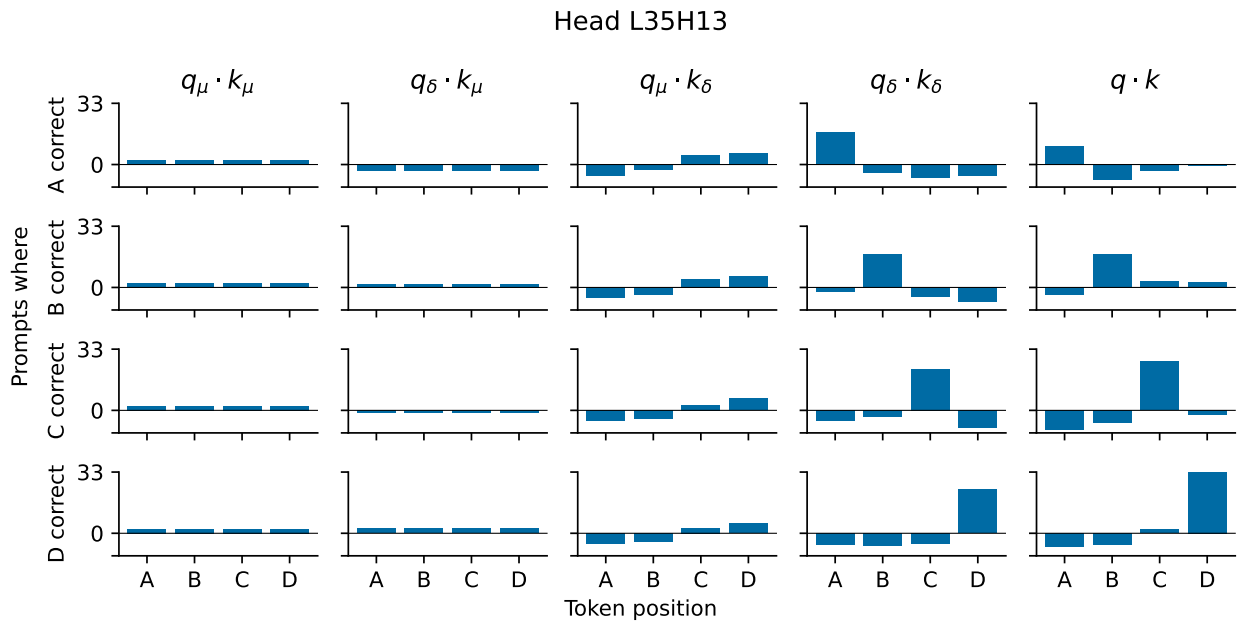 Head L35H13
qμ · kμ
qδ · kμ
qμ · kδ
qδ · kδ
q · k
Prompts where
A correct
33
0
B correct
33
0
C correct
33
0
D correct
33
0
A B C D A B C D A B C D A B C D A B C D
Token position